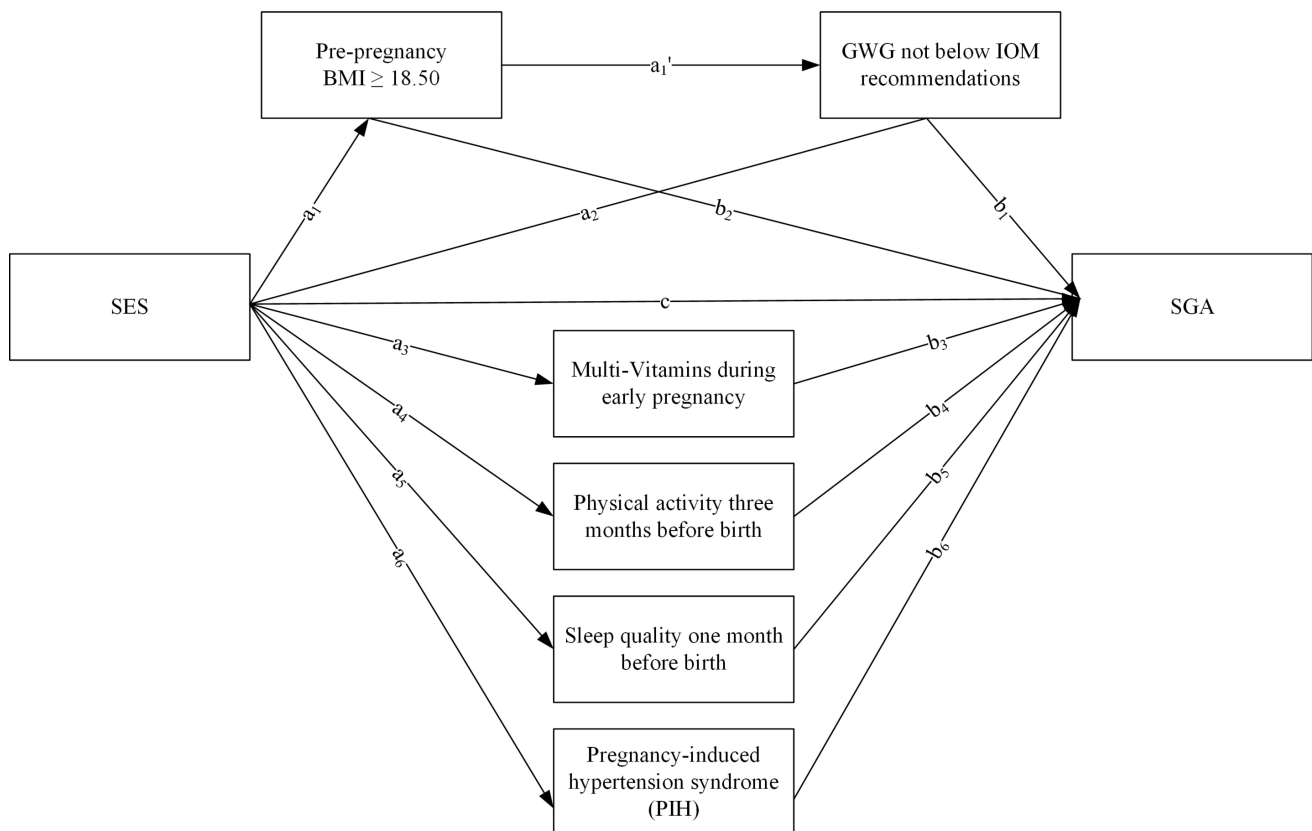 Pre-pregnancy
BMI ≥ 18.50
a₁'
GWG not below IOM
recommendations
a₁
a₂
b₂
b₁
SES
c
SGA
a₃
Multi-Vitamins during
early pregnancy
b₃
a₄
Physical activity three
months before birth
b₄
a₅
Sleep quality one month
before birth
b₅
a₆
Pregnancy-induced
hypertension syndrome
(PIH)
b₆